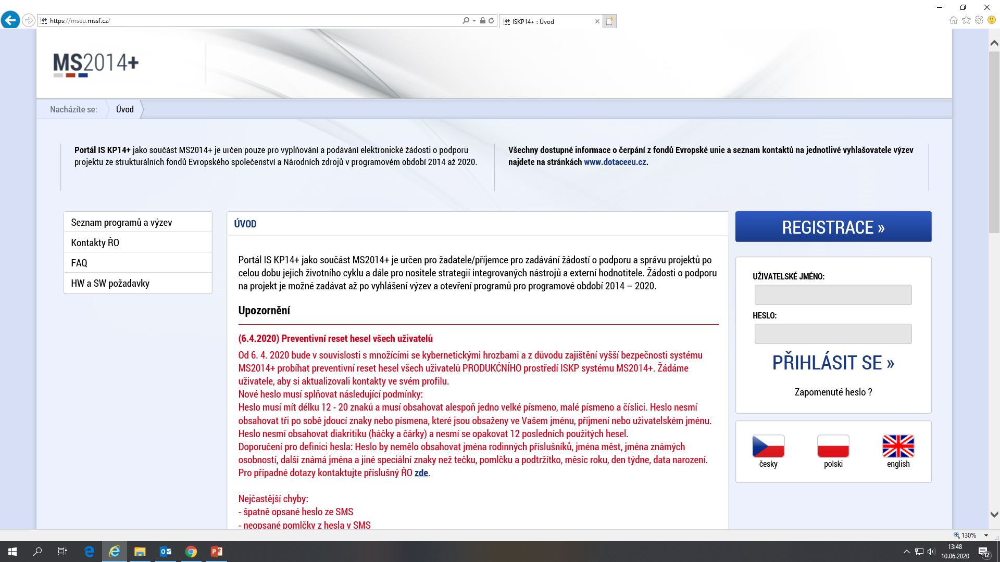 https://mseu.mssf.cz/
14+ ISKP14+ : Úvod
MS2014+
Nacházíte se: Úvod
Portál IS KP14+ jako součást MS2014+ je určen pouze pro vyplňování a podávání elektronické žádosti o podporu
projektu ze strukturálních fondů Evropského společenství a Národních zdrojů v programovém období 2014 až 2020.
Všechny dostupné informace o čerpání z fondů Evropské unie a seznam kontaktů na jednotlivé vyhlašovatele výzev
najdete na stránkách www.dotaceeu.cz.
Seznam programů a výzev
Kontakty ŘO
FAQ
HW a SW požadavky
ÚVOD
Portál IS KP14+ jako součást MS2014+ je určen pro žadatele/příjemce pro zadávání žádostí o podporu a správu projektů po
celou dobu jejich životního cyklu a dále pro nositele strategií integrovaných nástrojů a externí hodnotitele. Žádosti o podporu
na projekt je možné zadávat až po vyhlášení výzev a otevření programů pro programové období 2014 – 2020.
Upozornění
(6.4.2020) Preventivní reset hesel všech uživatelů
Od 6. 4. 2020 bude v souvislosti s množícími se kybernetickými hrozbami a z důvodu zajištění vyšší bezpečnosti systému
MS2014+ probíhat preventivní reset hesel všech uživatelů PRODUKĆNÍHO prostředí ISKP systému MS2014+. Žádáme
uživatele, aby si aktualizovali kontakty ve svém profilu.
Nové heslo musí splňovat následující podmínky:
Heslo musí mít délku 12 - 20 znaků a musí obsahovat alespoň jedno velké písmeno, malé písmeno a číslici. Heslo nesmí
obsahovat tři po sobě jdoucí znaky nebo písmena, které jsou obsaženy ve Vašem jménu, příjmení nebo uživatelském jménu.
Heslo nesmí obsahovat diakritiku (háčky a čárky) a nesmí se opakovat 12 posledních použitých hesel.
Doporučení pro definici hesla: Heslo by nemělo obsahovat jména rodinných příslušníků, jména měst, jména známých
osobností, další známá jména a jiné speciální znaky než tečku, pomlčku a podtržítko, měsíc roku, den týdne, data narození.
Pro případné dotazy kontaktujte příslušný ŘO zde.
Nejčastější chyby:
- špatně opsané heslo ze SMS
- neopsané pomlčky z hesla v SMS
REGISTRACE »
UŽIVATELSKÉ JMÉNO:
HESLO:
PŘIHLÁSIT SE »
Zapomenuté heslo ?
česky polski english
130%
13:48
10.06.2020
12